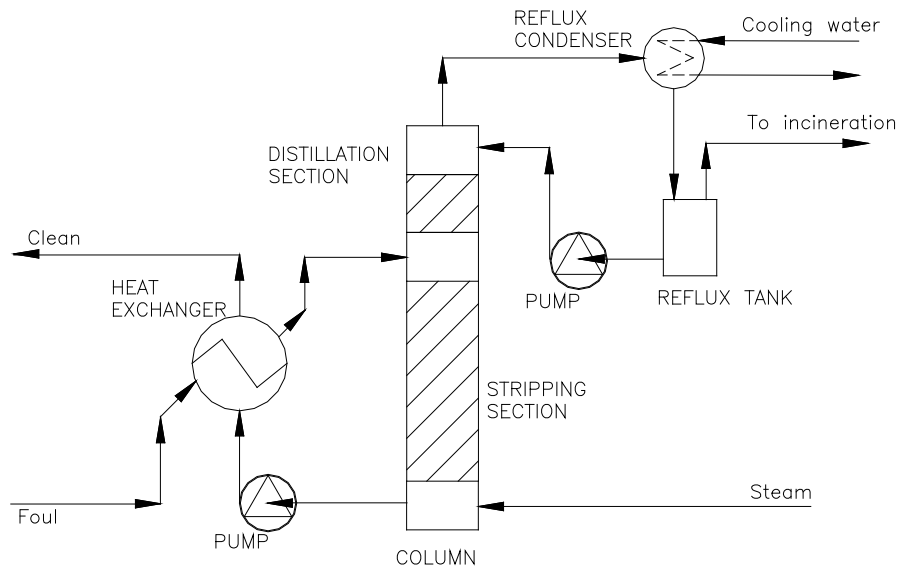 REFLUX
CONDENSER
Cooling water
To incineration
DISTILLATION
SECTION
Clean
HEAT
EXCHANGER
PUMP
REFLUX TANK
STRIPPING
SECTION
Steam
Foul
PUMP
COLUMN